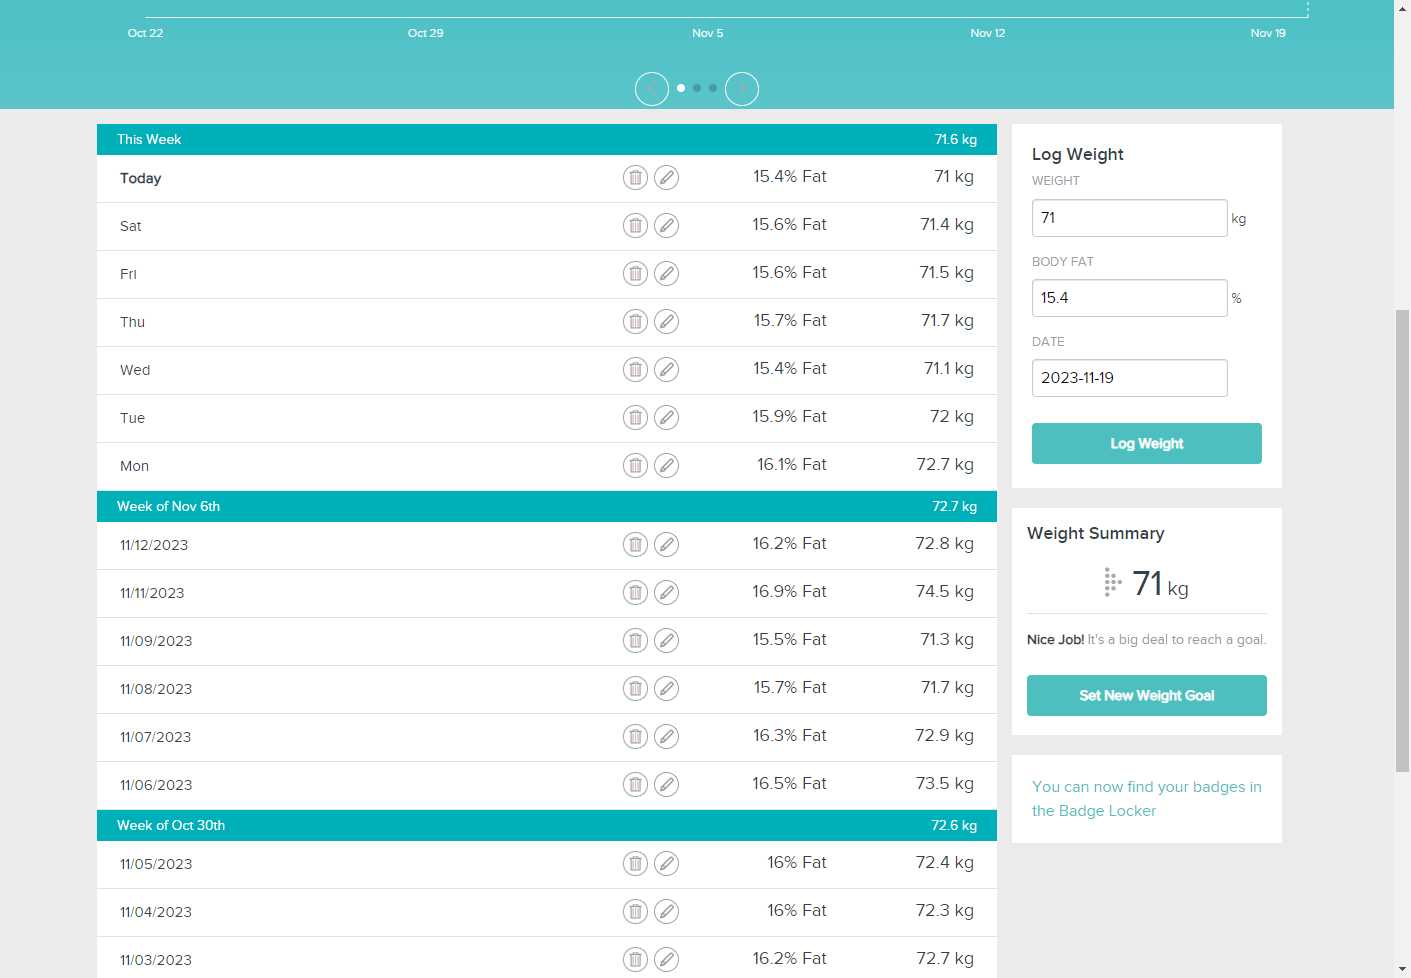 Oct 22 Oct 29 Nov 5 Nov 12 Nov 19
This Week 71.6 kg
Today 15.4% Fat 71 kg
Sat 15.6% Fat 71.4 kg
Fri 15.6% Fat 71.5 kg
Thu 15.7% Fat 71.7 kg
Wed 15.4% Fat 71.1 kg
Tue 15.9% Fat 72 kg
Mon 16.1% Fat 72.7 kg
Week of Nov 6th 72.7 kg
11/12/2023 16.2% Fat 72.8 kg
11/11/2023 16.9% Fat 74.5 kg
11/09/2023 15.5% Fat 71.3 kg
11/08/2023 15.7% Fat 71.7 kg
11/07/2023 16.3% Fat 72.9 kg
11/06/2023 16.5% Fat 73.5 kg
Week of Oct 30th 72.6 kg
11/05/2023 16% Fat 72.4 kg
11/04/2023 16% Fat 72.3 kg
11/03/2023 16.2% Fat 72.7 kg
Log Weight
WEIGHT
71 kg
BODY FAT
15.4 %
DATE
2023-11-19
Log Weight
Weight Summary
71 kg
Nice Job! It's a big deal to reach a goal.
Set New Weight Goal
You can now find your badges in
the Badge Locker